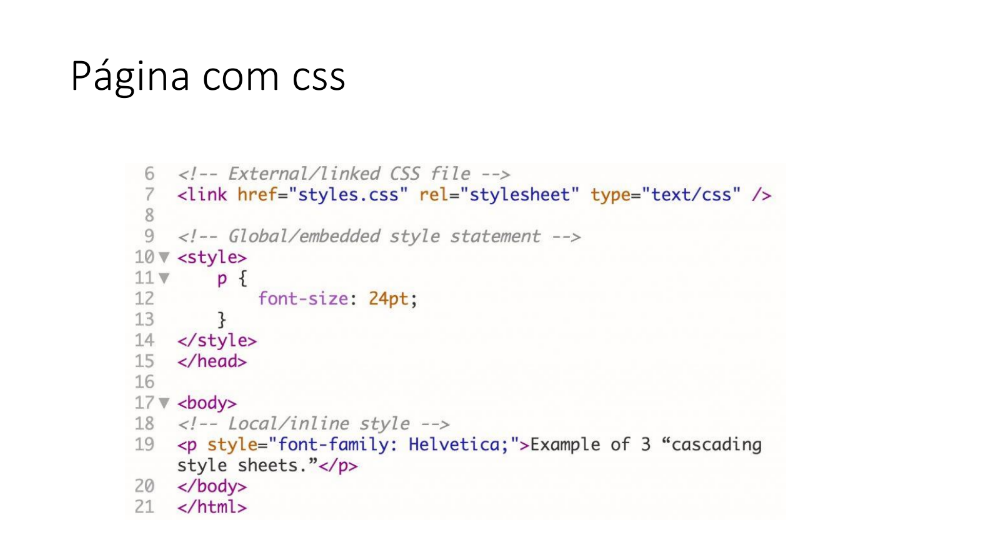 Página com css
6 <!-- External/linked CSS file -->
7 <link href="styles.css" rel="stylesheet" type="text/css" />
8
9 <!-- Global/embedded style statement -->
10 ▼ <style>
11 ▼ p {
12 font-size: 24pt;
13 }
14 </style>
15 </head>
16
17 ▼ <body>
18 <!-- Local/inline style -->
19 <p style="font-family: Helvetica;">Example of 3 “cascading
style sheets.”</p>
20 </body>
21 </html>